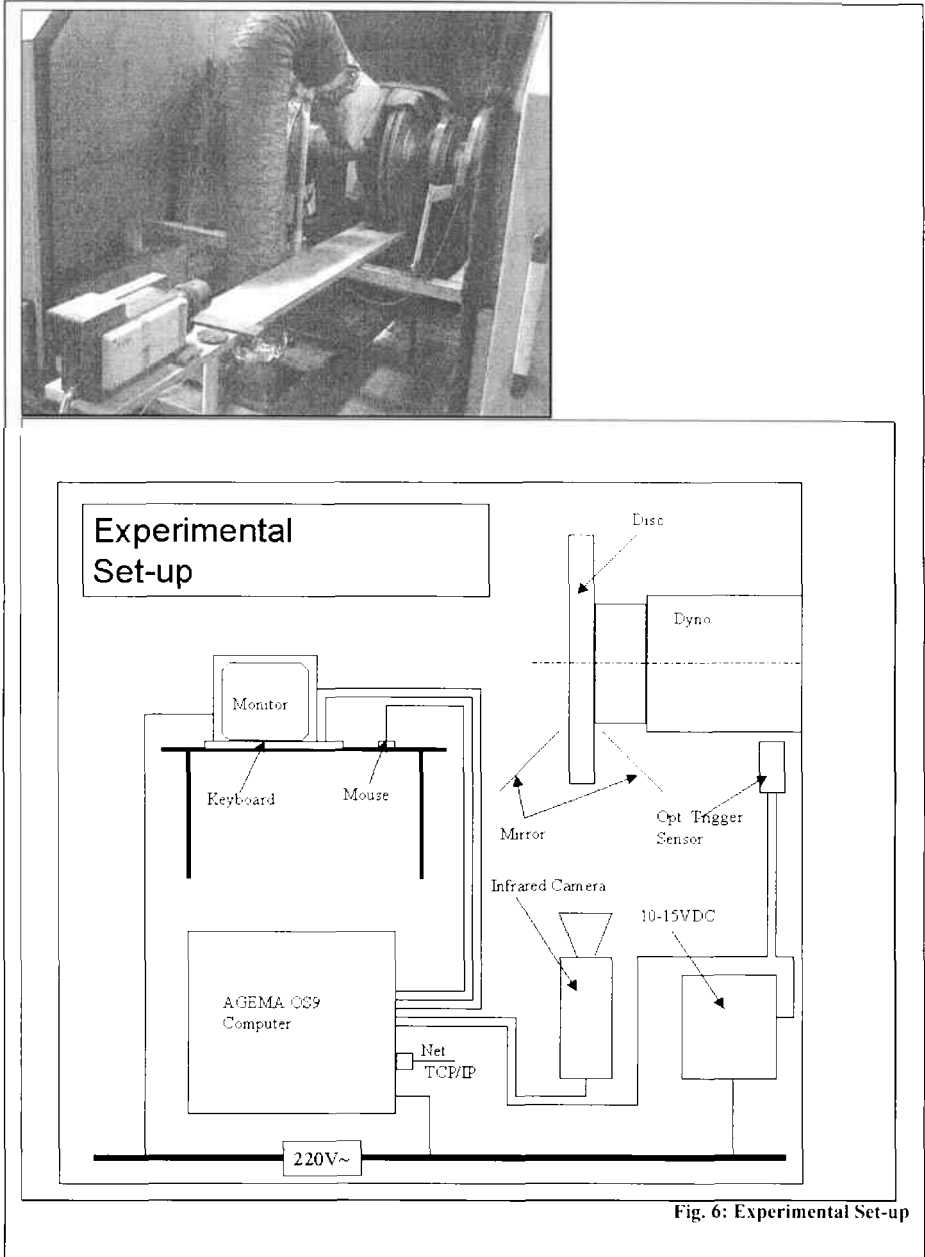 Experimental
Set-up
Disc
Dyno
Monitor
Keyboard
Mouse
Mirror
Opt Trigger
Sensor
Infrared Camera
10-15VDC
AGEMA OS9
Computer
Net
TCP/IP
220V~
Fig. 6: Experimental Set-up